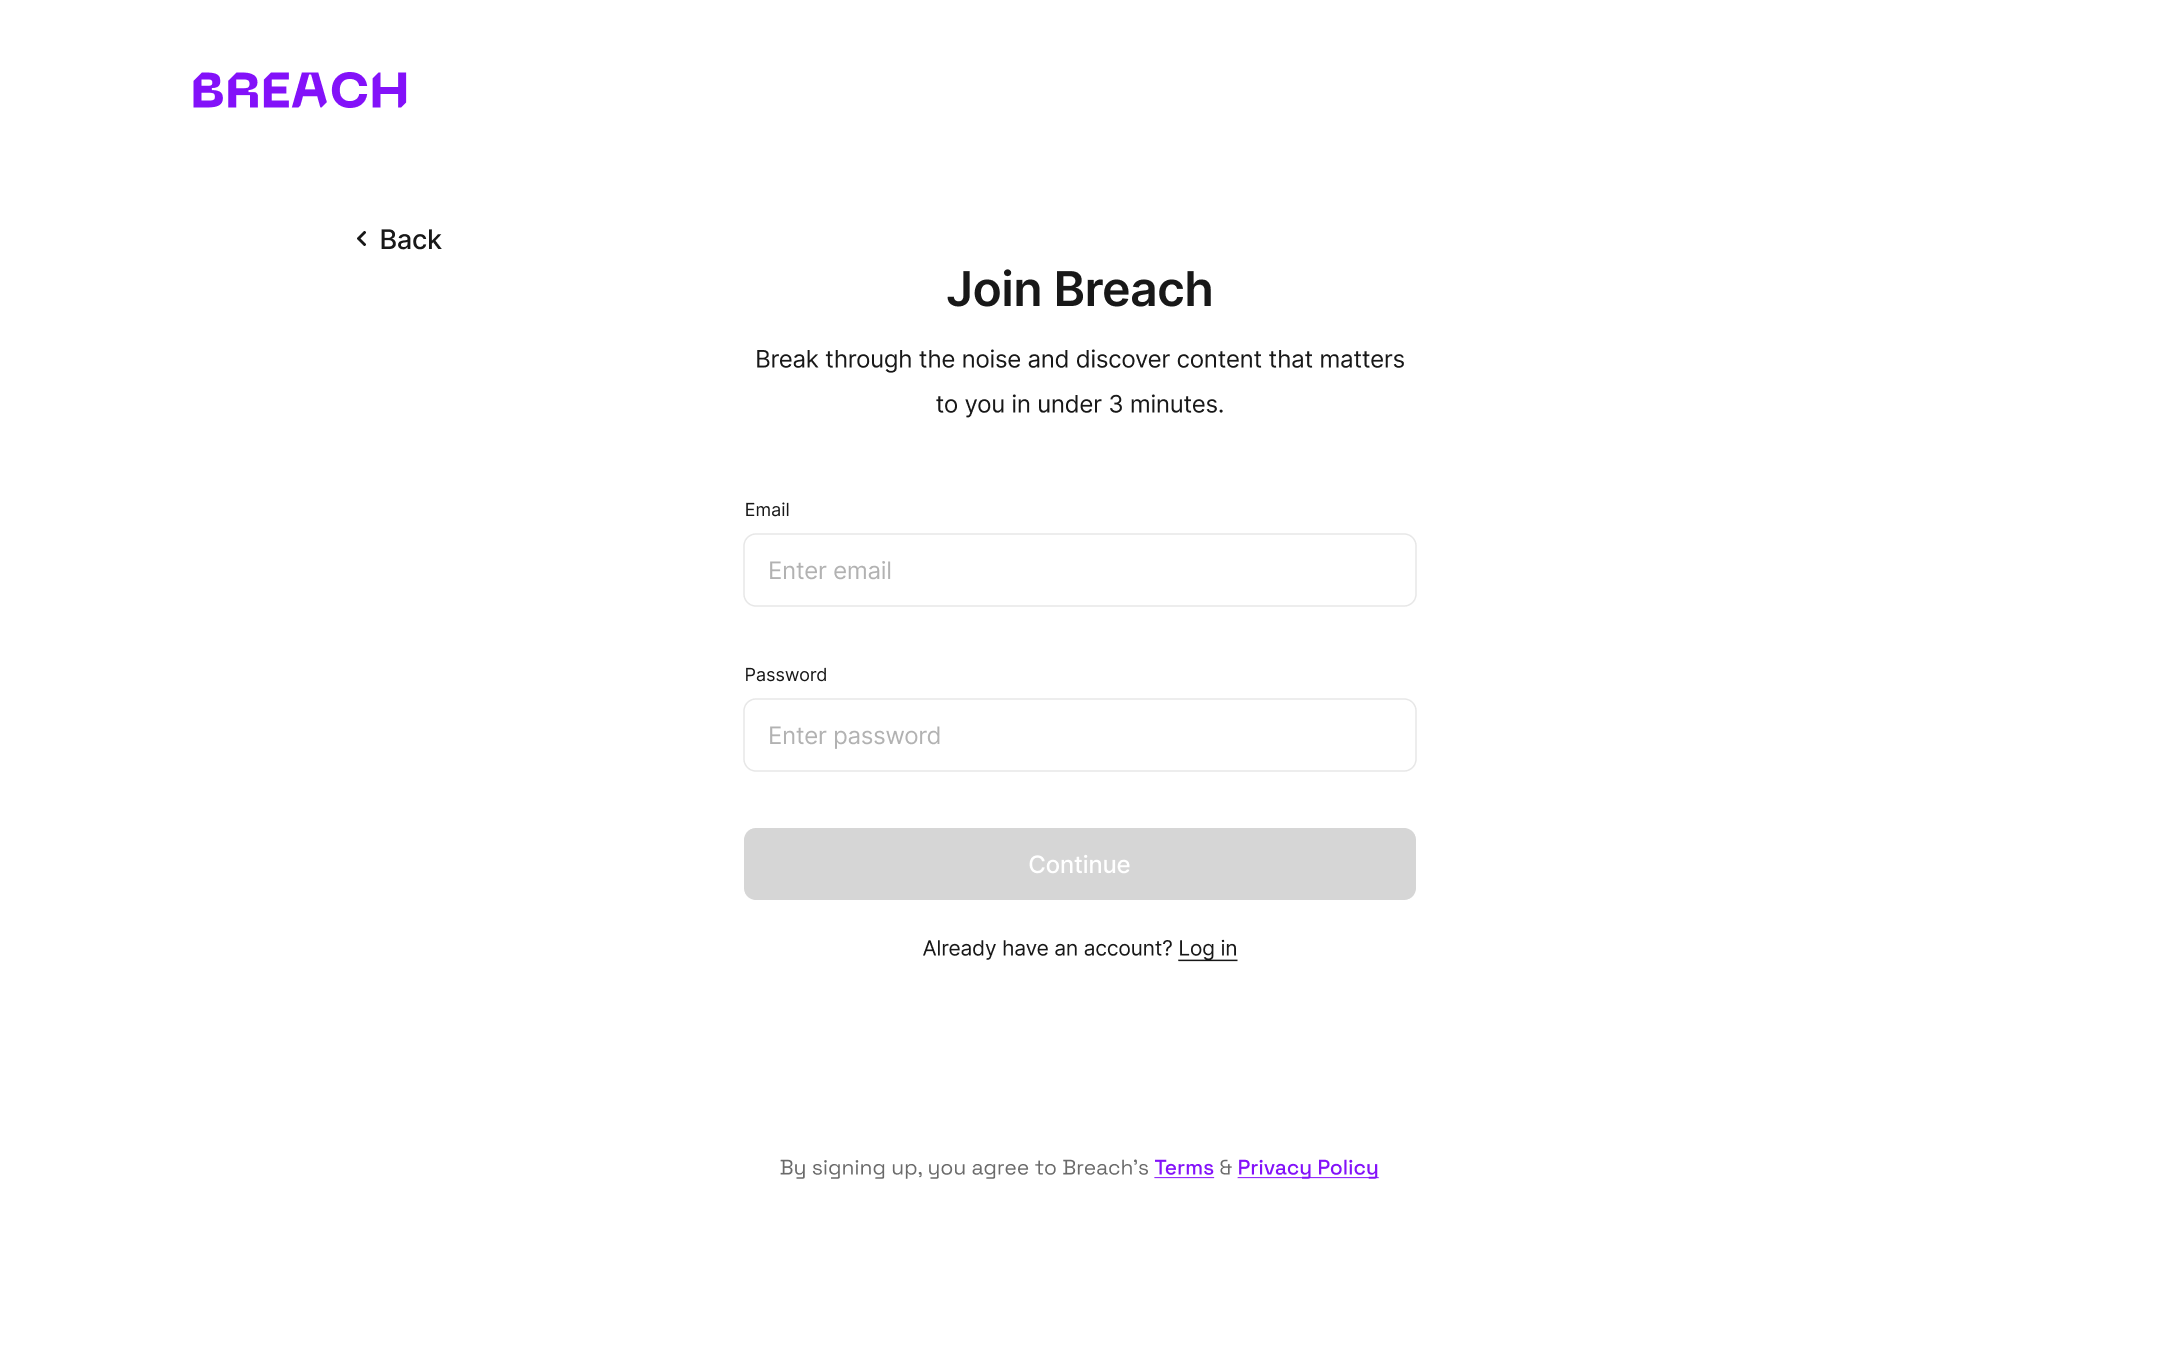 BREACH
Back
Join Breach
Break through the noise and discover content that matters
to you in under 3 minutes.
Email
Enter email
Password
Enter password
Continue
Already have an account? Log in
By signing up, you agree to Breach’s Terms & Privacy Policy